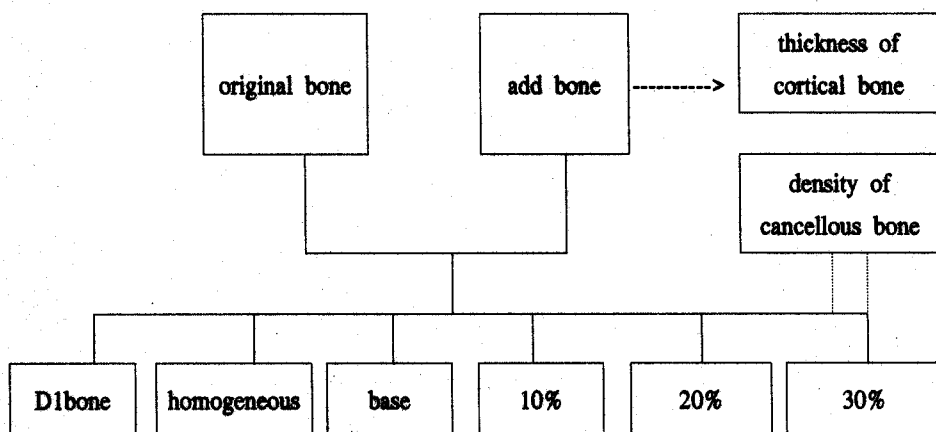 original bone
add bone
thickness of
cortical bone
density of
cancellous bone
D1bone
homogeneous
base
10%
20%
30%